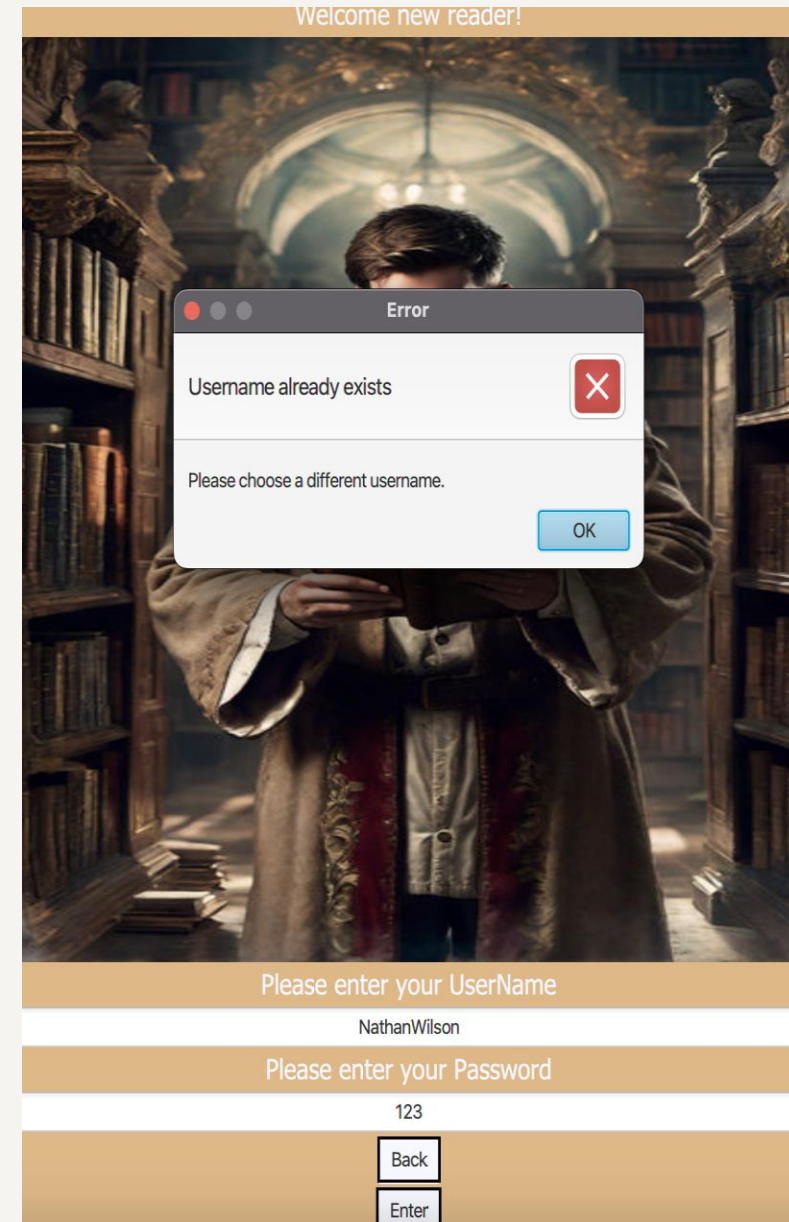 Welcome new reader!
Error
Username already exists
Please choose a different username.
OK
Please enter your UserName
NathanWilson
Please enter your Password
123
Back
Enter